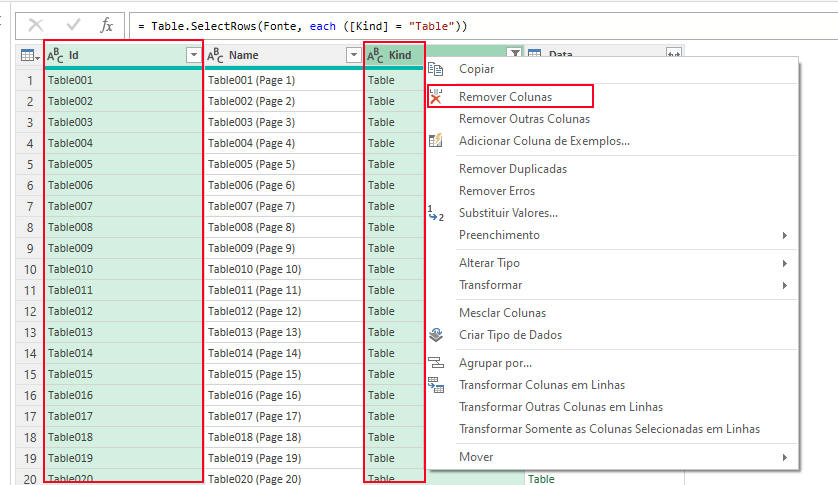 fx = Table.SelectRows(Fonte, each ([Kind] = "Table"))
ABC Id ABC Name ABC Kind Data
1 Table001 Table001 (Page 1) Table
2 Table002 Table002 (Page 2) Table
3 Table003 Table003 (Page 3) Table
4 Table004 Table004 (Page 4) Table
5 Table005 Table005 (Page 5) Table
6 Table006 Table006 (Page 6) Table
7 Table007 Table007 (Page 7) Table
8 Table008 Table008 (Page 8) Table
9 Table009 Table009 (Page 9) Table
10 Table010 Table010 (Page 10) Table
11 Table011 Table011 (Page 11) Table
12 Table012 Table012 (Page 12) Table
13 Table013 Table013 (Page 13) Table
14 Table014 Table014 (Page 14) Table
15 Table015 Table015 (Page 15) Table
16 Table016 Table016 (Page 16) Table
17 Table017 Table017 (Page 17) Table
18 Table018 Table018 (Page 18) Table
19 Table019 Table019 (Page 19) Table
20 Table020 Table020 (Page 20) Table Table
Copiar
Remover Colunas
Remover Outras Colunas
Adicionar Coluna de Exemplos...
Remover Duplicadas
Remover Erros
Substituir Valores...
Preenchimento
Alterar Tipo
Transformar
Mesclar Colunas
Criar Tipo de Dados
Agrupar por...
Transformar Colunas em Linhas
Transformar Outras Colunas em Linhas
Transformar Somente as Colunas Selecionadas em Linhas
Mover